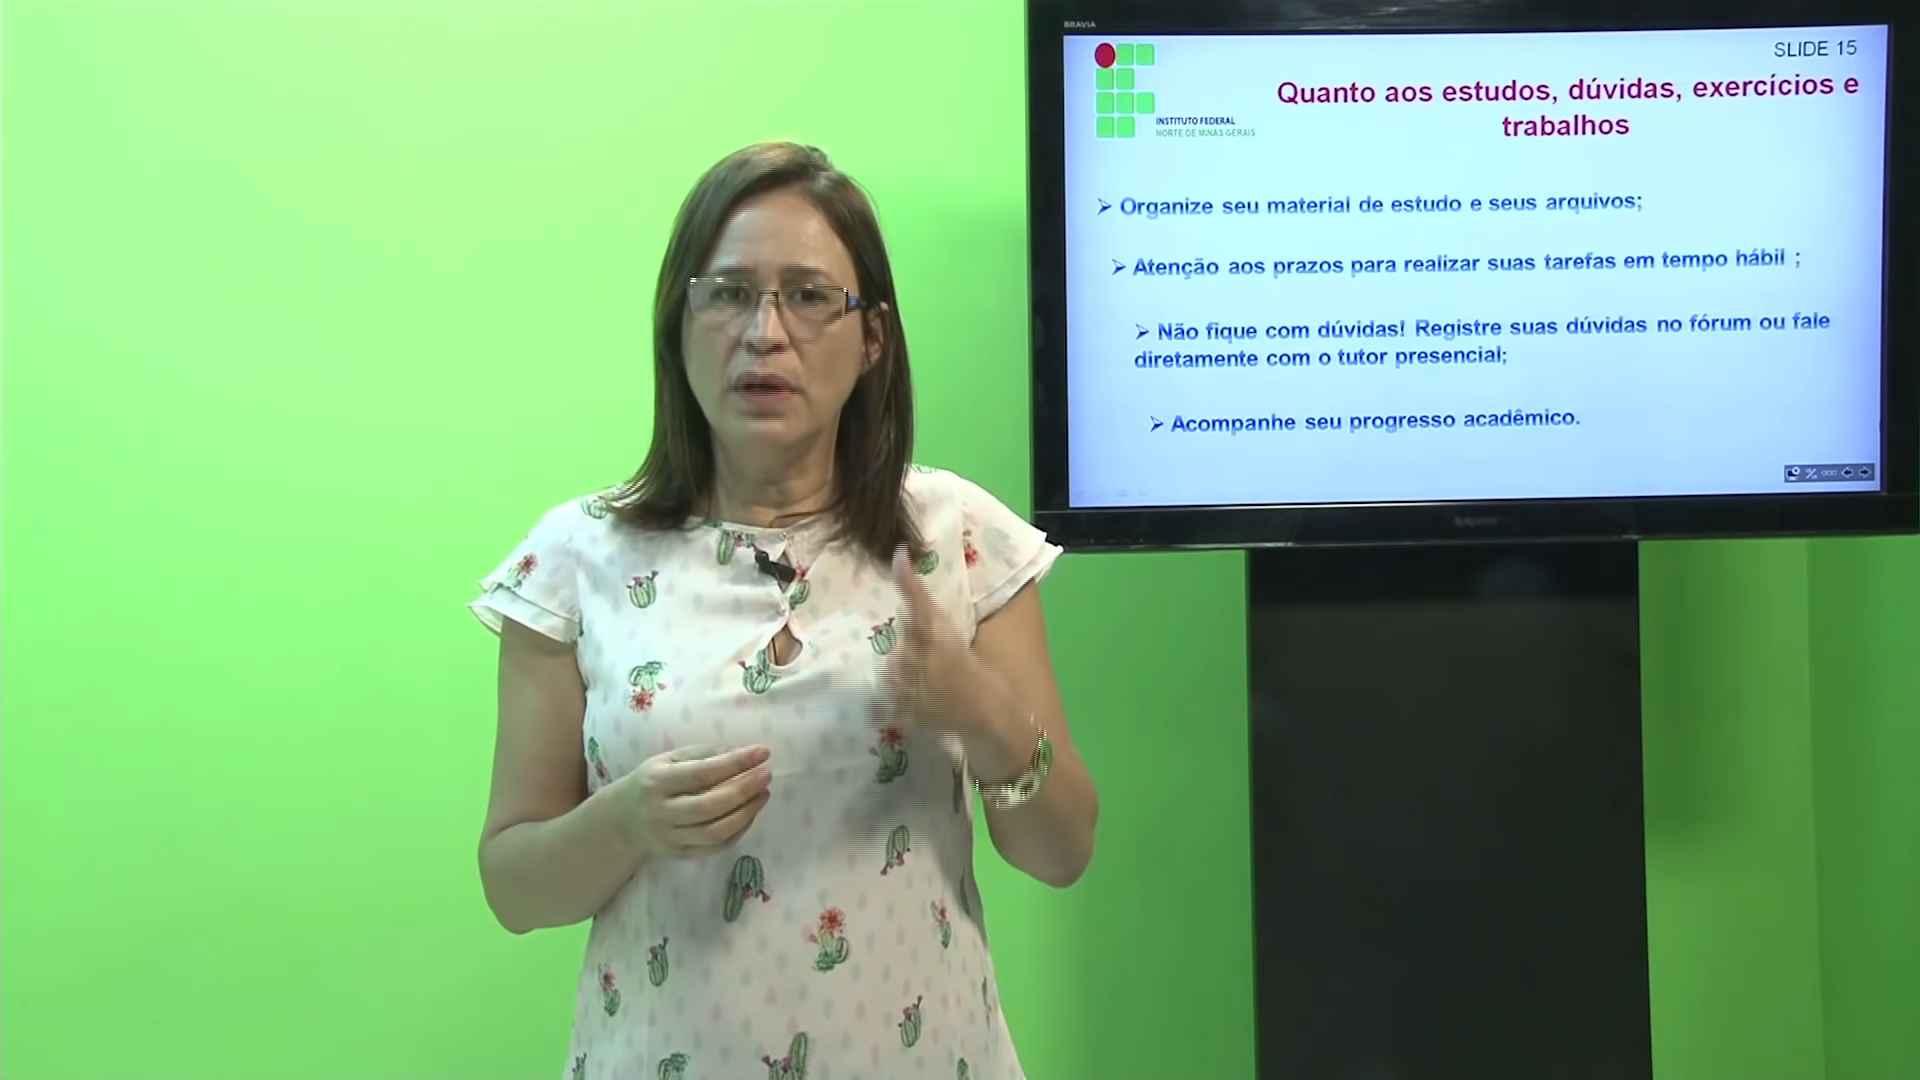 BRAVIA
SLIDE 15
Quanto aos estudos, dúvidas, exercícios e
trabalhos
INSTITUTO FEDERAL
NORTE DE MINAS GERAIS
➢ Organize seu material de estudo e seus arquivos;
➢ Atenção aos prazos para realizar suas tarefas em tempo hábil ;
➢ Não fique com dúvidas! Registre suas dúvidas no fórum ou fale
diretamente com o tutor presencial;
➢ Acompanhe seu progresso acadêmico.